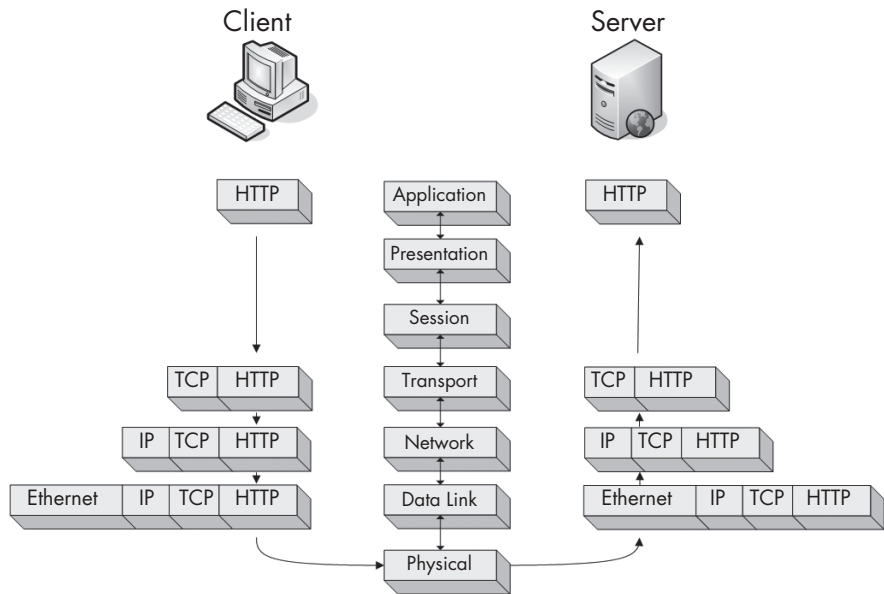 Client Server
HTTP Application HTTP
Presentation
Session
TCP HTTP Transport TCP HTTP
IP TCP HTTP Network IP TCP HTTP
Ethernet IP TCP HTTP Data Link Ethernet IP TCP HTTP
Physical